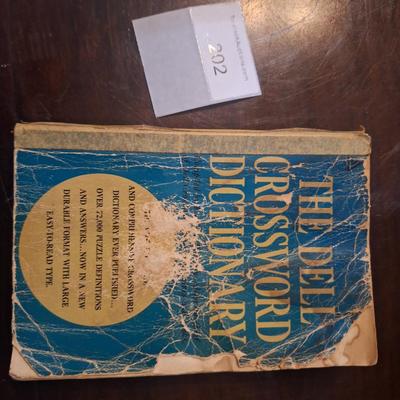 202
THE DELL
CROSSWORD
DICTIONARY
AND COMPREHENSIVE CROSSWORD
DICTIONARY EVER PUBLISHED...
OVER 72,000 PUZZLE DEFINITIONS
AND ANSWERS...NOW IN A NEW
DURABLE FORMAT WITH LARGE
EASY-TO-READ TYPE.